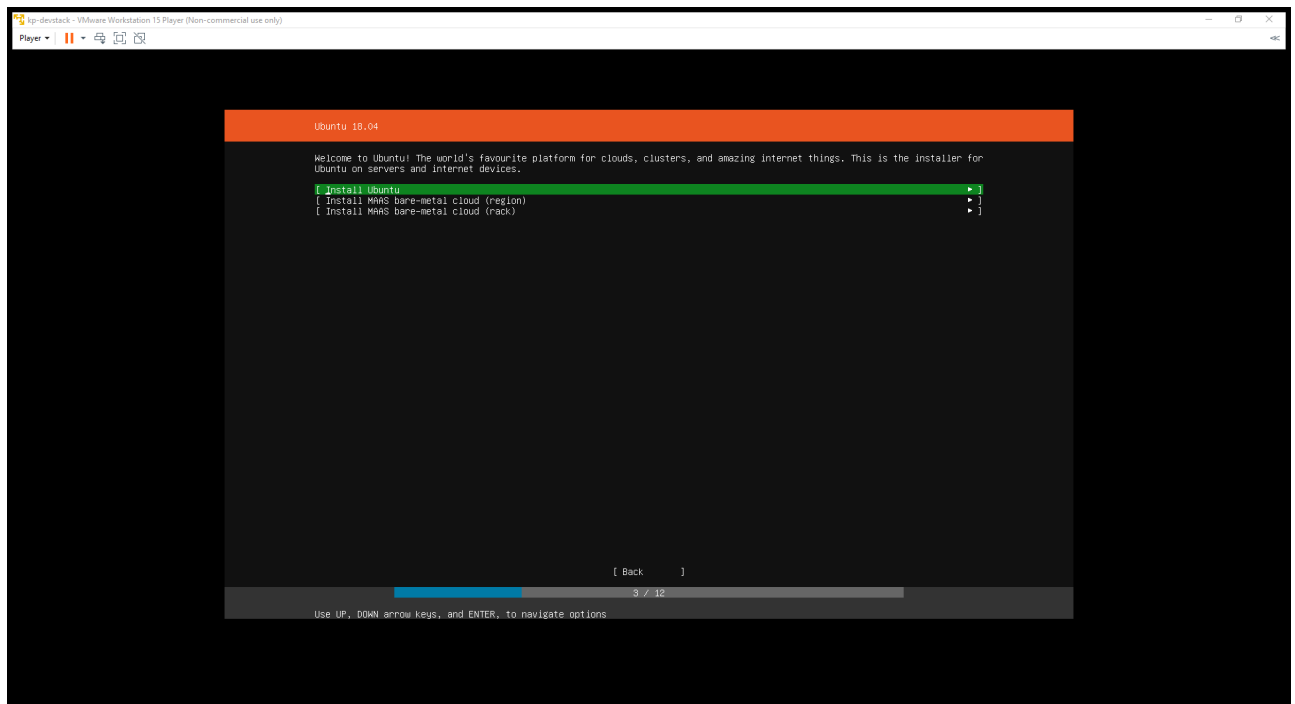 kp-devstack - VMware Workstation 15 Player (Non-commercial use only)
Player
Ubuntu 18.04
Welcome to Ubuntu! The world's favourite platform for clouds, clusters, and amazing internet things. This is the installer for
Ubuntu on servers and internet devices.
[ Install Ubuntu ▸ ]
[ Install MAAS bare-metal cloud (region) ▸ ]
[ Install MAAS bare-metal cloud (rack) ▸ ]
[ Back ]
3 / 12
Use UP, DOWN arrow keys, and ENTER, to navigate options